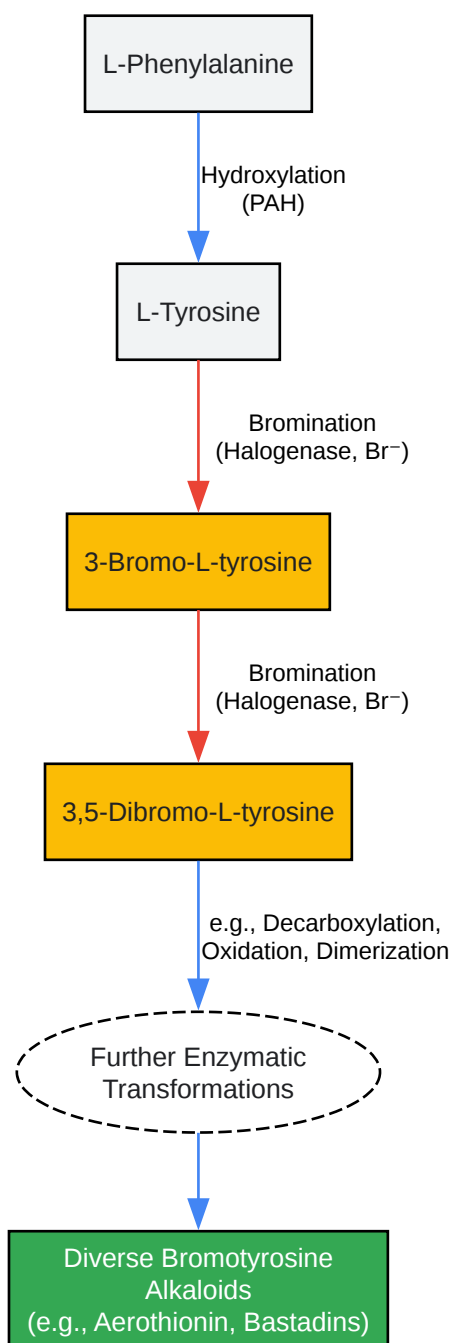 L-Phenylalanine
Hydroxylation
(PAH)
L-Tyrosine
Bromination
(Halogenase, Br⁻)
3-Bromo-L-tyrosine
Bromination
(Halogenase, Br⁻)
3,5-Dibromo-L-tyrosine
e.g., Decarboxylation,
Oxidation, Dimerization
Further Enzymatic
Transformations
Diverse Bromotyrosine
Alkaloids
(e.g., Aerothionin, Bastadins)